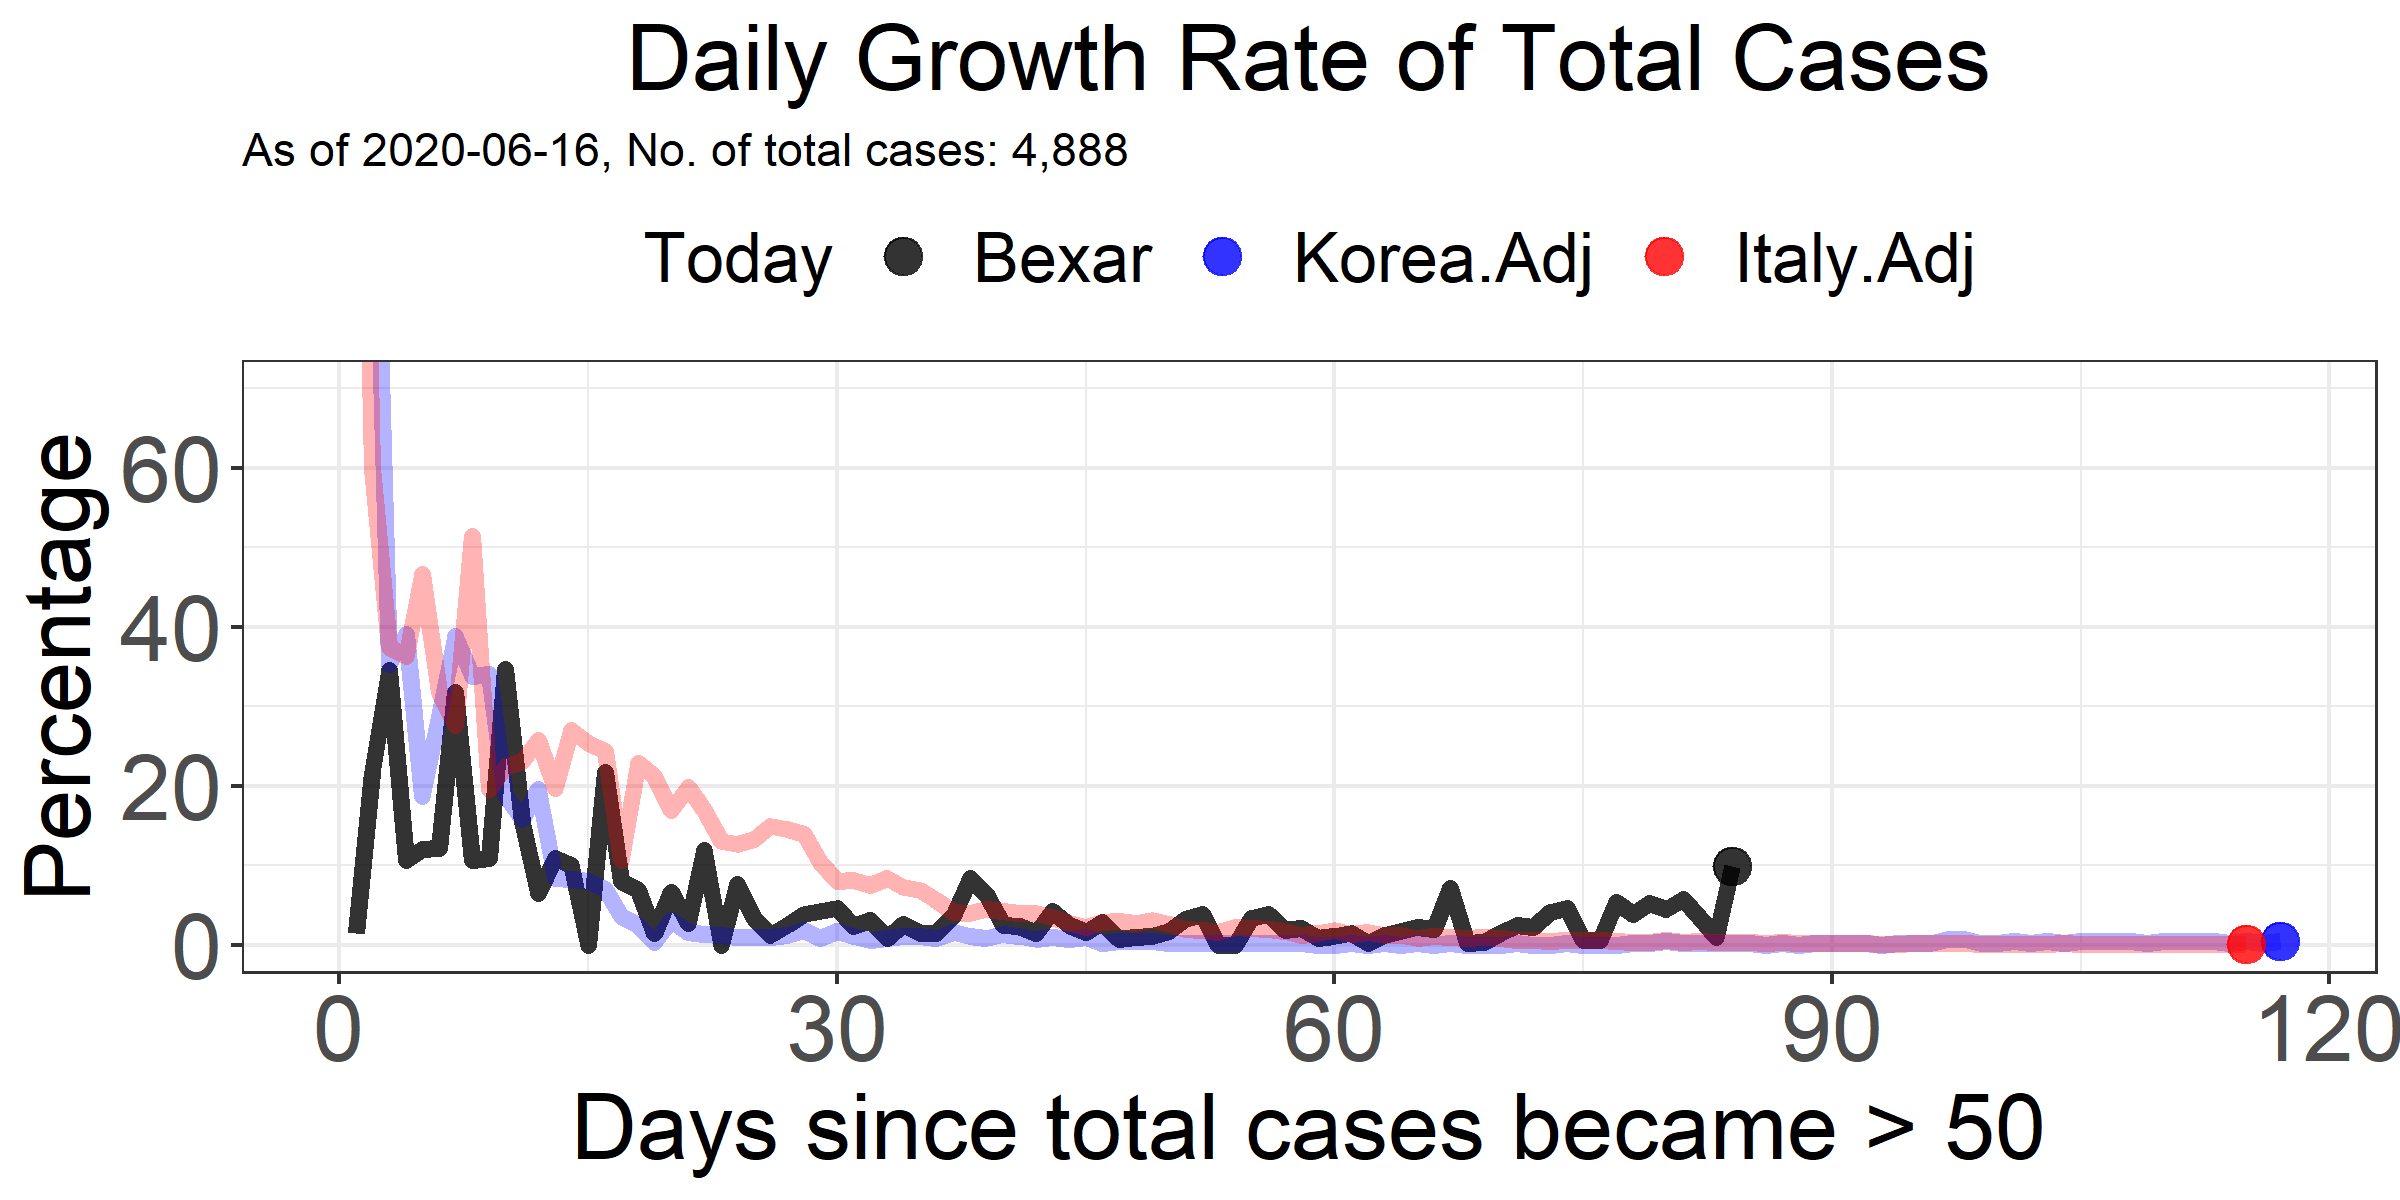 Daily Growth Rate of Total Cases
As of 2020-06-16, No. of total cases: 4,888
Today Bexar Korea.Adj Italy.Adj
Percentage
60
40
20
0
0 30 60 90 120
Days since total cases became > 50